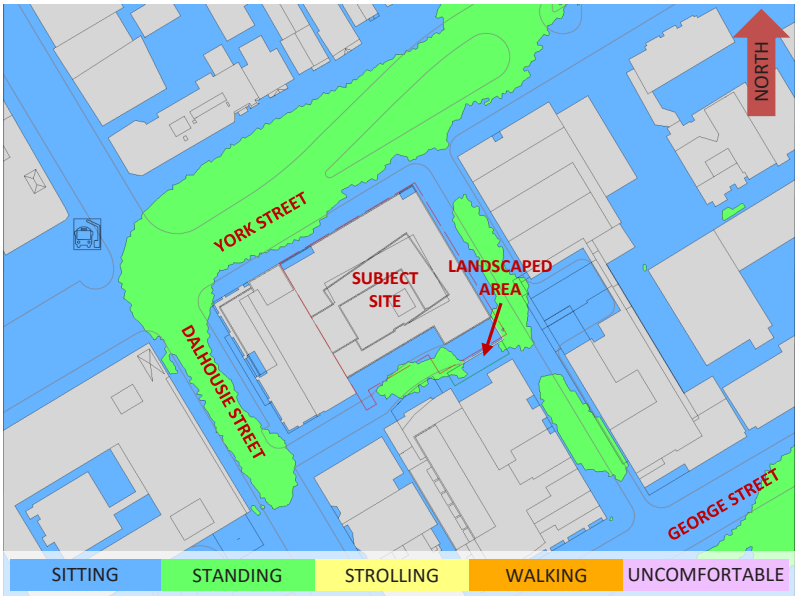 NORTH
YORK STREET
SUBJECT
SITE
LANDSCAPED
AREA
DALHOUSIE STREET
GEORGE STREET
SITTING
STANDING
STROLLING
WALKING
UNCOMFORTABLE